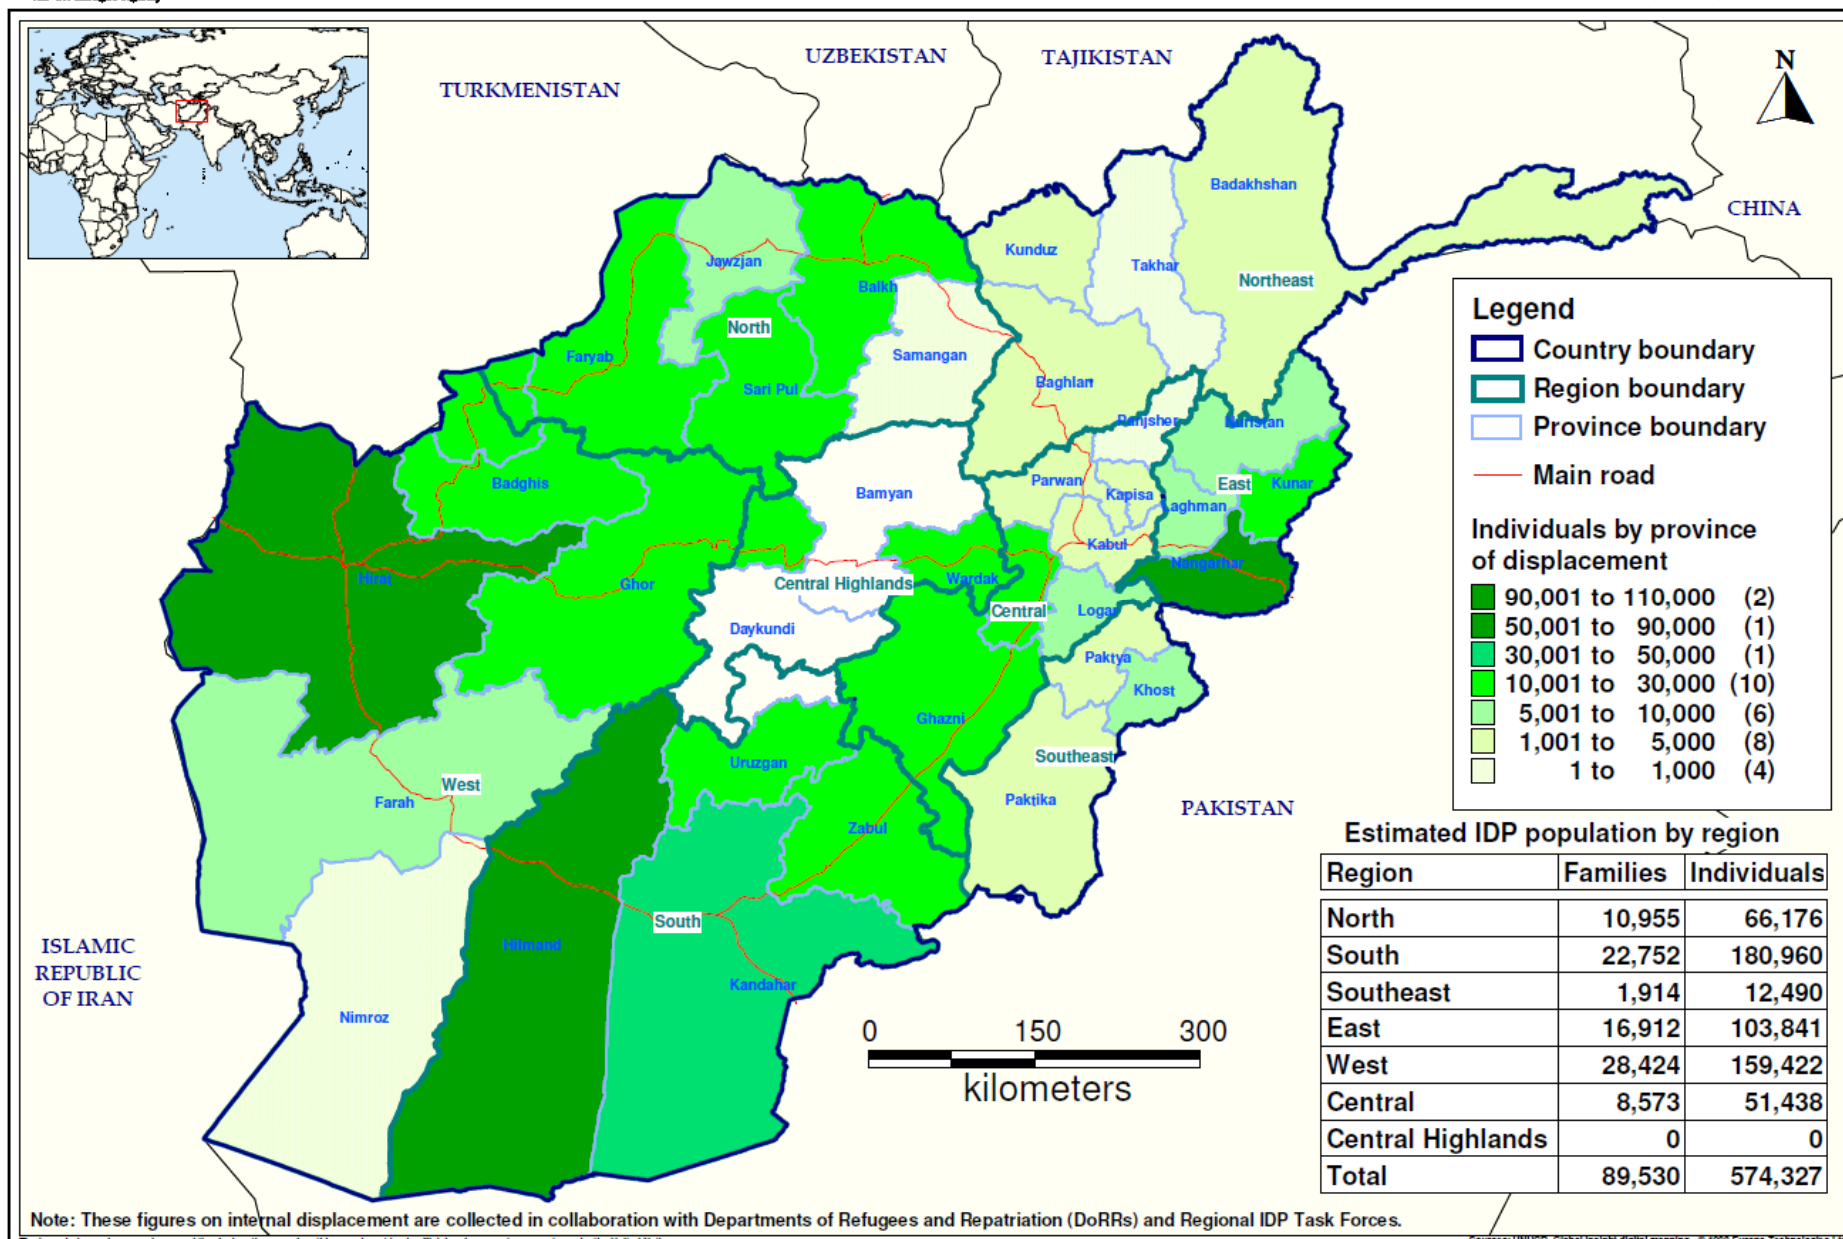 UZBEKISTAN
TAJIKISTAN
TURKMENISTAN
N
Badakhshan
CHINA
Kunduz
Takhar
Northeast
Jawzjan
Balkh
North
Faryab
Samangan
Sari Pul
Baghlan
Panjsher
Nuristan
Badghis
Bamyan
Parwan
Kapisa
East
Kunar
Laghman
Kabul
Nangarhar
Hirat
Ghor
Central Highlands
Wardak
Central
Logar
Daykundi
Paktya
Khost
Ghazni
Uruzgan
Southeast
West
Farah
Paktika
PAKISTAN
Zabul
South
Hilmand
Kandahar
Nimroz
ISLAMIC
REPUBLIC
OF IRAN
0 150 300
kilometers
Legend
Country boundary
Region boundary
Province boundary
Main road
Individuals by province
of displacement
90,001 to 110,000 (2)
50,001 to 90,000 (1)
30,001 to 50,000 (1)
10,001 to 30,000 (10)
5,001 to 10,000 (6)
1,001 to 5,000 (8)
1 to 1,000 (4)
Estimated IDP population by region
Region Families Individuals
North 10,955 66,176
South 22,752 180,960
Southeast 1,914 12,490
East 16,912 103,841
West 28,424 159,422
Central 8,573 51,438
Central Highlands 0 0
Total 89,530 574,327
Note: These figures on internal displacement are collected in collaboration with Departments of Refugees and Repatriation (DoRRs) and Regional IDP Task Forces.